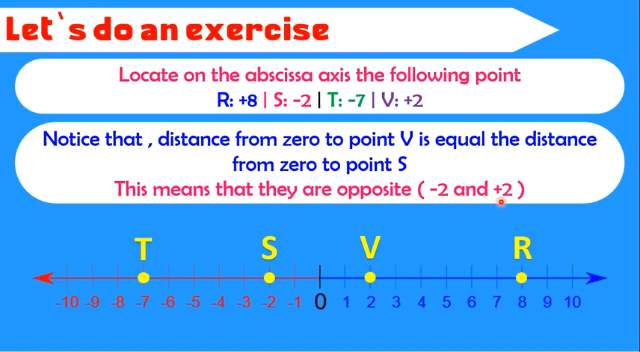 Let`s do an exercise
Locate on the abscissa axis the following point
R: +8 | S: -2 | T: -7 | V: +2
Notice that , distance from zero to point V is equal the distance
from zero to point S
This means that they are opposite ( -2 and +2 )
T S V R
-10 -9 -8 -7 -6 -5 -4 -3 -2 -1 0 1 2 3 4 5 6 7 8 9 10